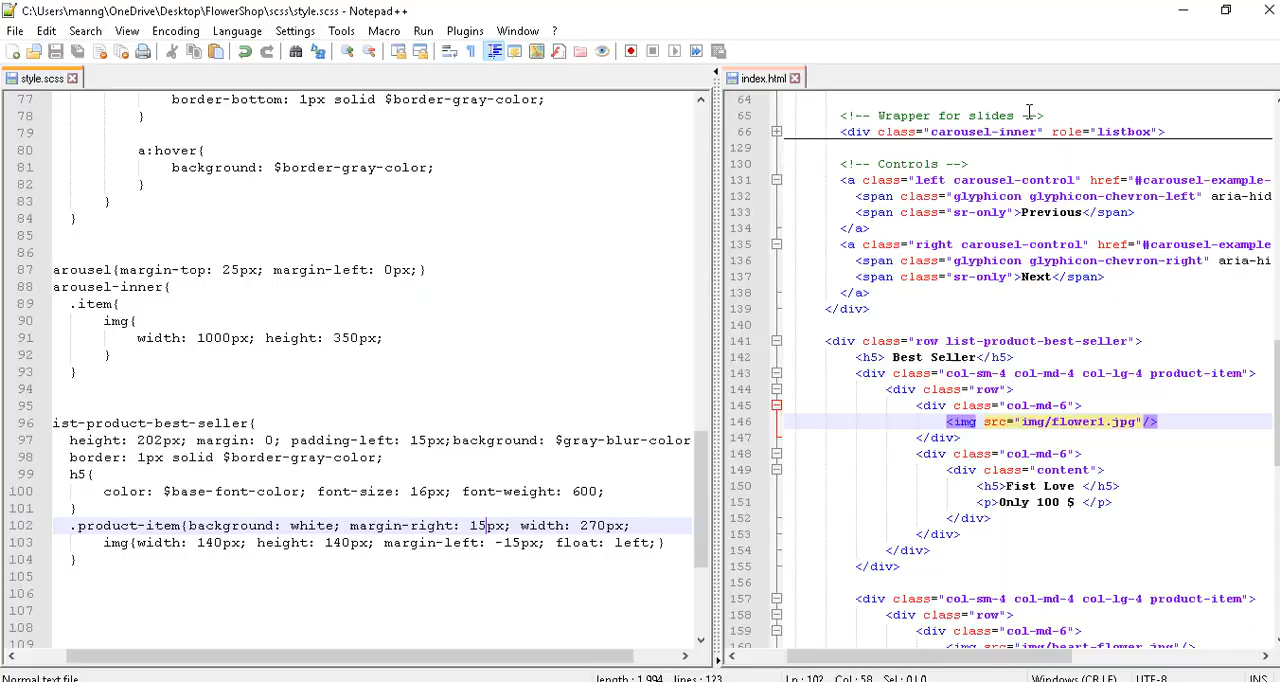 C:\Users\manng\OneDrive\Desktop\FlowerShop\scss\style.scss - Notepad++
File Edit Search View Encoding Language Settings Tools Macro Run Plugins Window ?
style.scss
77 border-bottom: 1px solid $border-gray-color;
78 }
79
80 a:hover{
81 background: $border-gray-color;
82 }
83 }
84 }
85
86
87 arousel{margin-top: 25px; margin-left: 0px;}
88 arousel-inner{
89 .item{
90 img{
91 width: 1000px; height: 350px;
92 }
93 }
94
95
96 ist-product-best-seller{
97 height: 202px; margin: 0; padding-left: 15px;background: $gray-blur-color
98 border: 1px solid $border-gray-color;
99 h5{
100 color: $base-font-color; font-size: 16px; font-weight: 600;
101 }
102 .product-item{background: white; margin-right: 15px; width: 270px;
103 img{width: 140px; height: 140px; margin-left: -15px; float: left;}
104 }
105
106
107
108
109
index.html
64
65 <!-- Wrapper for slides -->
66 <div class="carousel-inner" role="listbox">
129
130 <!-- Controls -->
131 <a class="left carousel-control" href="#carousel-example-
132 <span class="glyphicon glyphicon-chevron-left" aria-hid
133 <span class="sr-only">Previous</span>
134 </a>
135 <a class="right carousel-control" href="#carousel-example
136 <span class="glyphicon glyphicon-chevron-right" aria-hi
137 <span class="sr-only">Next</span>
138 </a>
139 </div>
140
141 <div class="row list-product-best-seller">
142 <h5> Best Seller</h5>
143 <div class="col-sm-4 col-md-4 col-lg-4 product-item">
144 <div class="row">
145 <div class="col-md-6">
146 <img src="img/flower1.jpg"/>
147 </div>
148 <div class="col-md-6">
149 <div class="content">
150 <h5>Fist Love </h5>
151 <p>Only 100 $ </p>
152 </div>
153 </div>
154 </div>
155 </div>
156
157 <div class="col-sm-4 col-md-4 col-lg-4 product-item">
158 <div class="row">
159 <div class="col-md-6">
160 <img src="img/heart-flower.jpg"/>
Normal text file length : 1,994 lines : 123 Ln : 102 Col : 58 Sel : 0 | 0 Windows (CR LF) UTF-8 INS